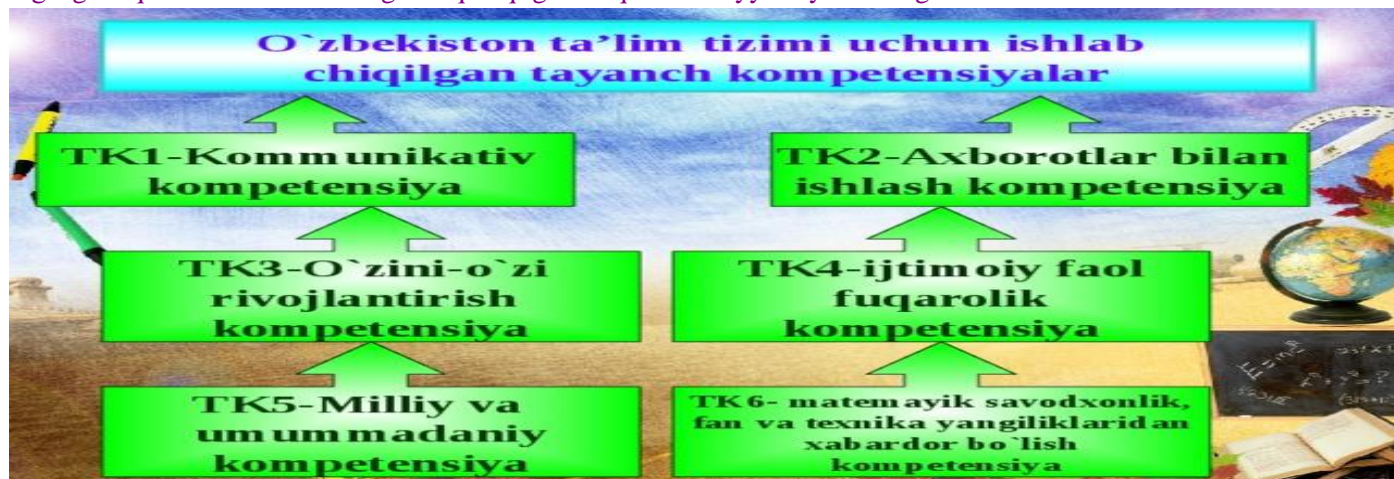 O`zbekiston ta’lim tizimi uchun ishlab
chiqilgan tayanch kompetensiyalar
TK1-Kommunikativ
kompetensiya
TK2-Axborotlar bilan
ishlash kompetensiya
TK3-O`zini-o`zi
rivojlantirish
kompetensiya
TK4-ijtimoiy faol
fuqarolik
kompetensiya
TK5-Milliy va
umummadaniy
kompetensiya
TK6- matemayik savodxonlik,
fan va texnika yangiliklaridan
xabardor bo`lish
kompetensiya